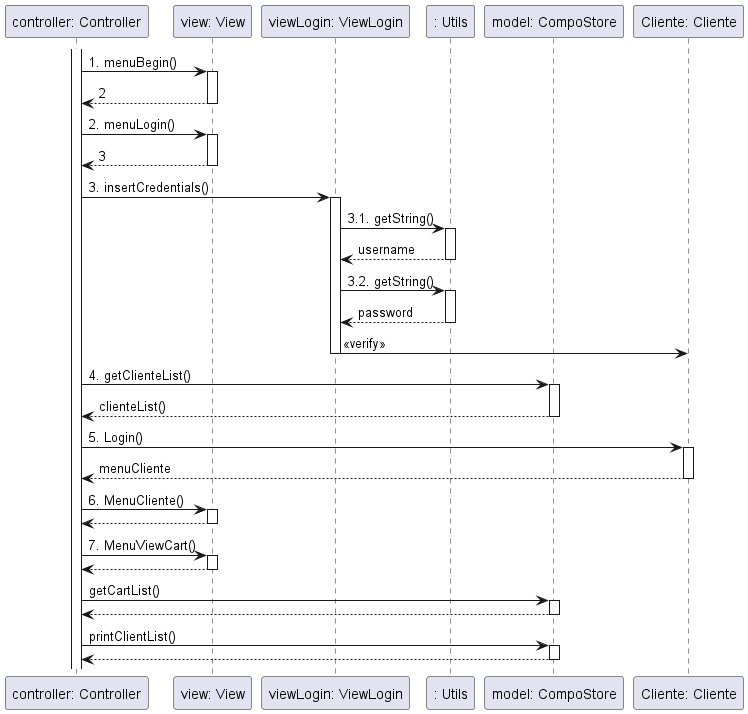 controller: Controller
view: View
viewLogin: ViewLogin
: Utils
model: CompoStore
Cliente: Cliente
1. menuBegin()
2
2. menuLogin()
3
3. insertCredentials()
3.1. getString()
username
3.2. getString()
password
«verify»
4. getClienteList()
clienteList()
5. Login()
menuCliente
6. MenuCliente()
7. MenuViewCart()
getCartList()
printClientList()
controller: Controller
view: View
viewLogin: ViewLogin
: Utils
model: CompoStore
Cliente: Cliente